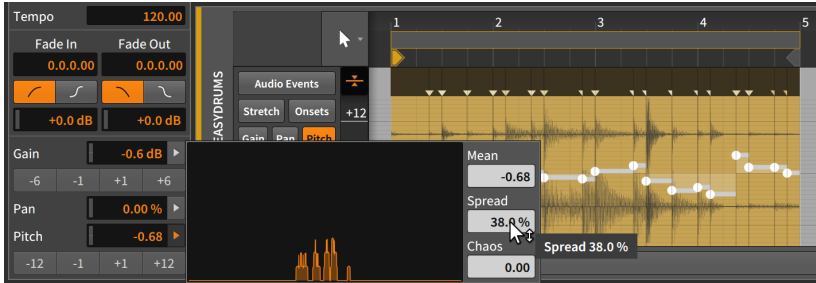 Tempo 120.00
Fade In Fade Out
0.0.0.00 0.0.0.00
+0.0 dB +0.0 dB
Gain -0.6 dB
-6 -1 +1 +6
Pan 0.00 %
Pitch -0.68
-12 -1 +1 +12
EASYDRUMS
Audio Events
Stretch Onsets
Gain Pan Pitch
+12
1 2 3 4 5
Mean
-0.68
Spread
38.0 %
Chaos
0.00
Spread 38.0 %